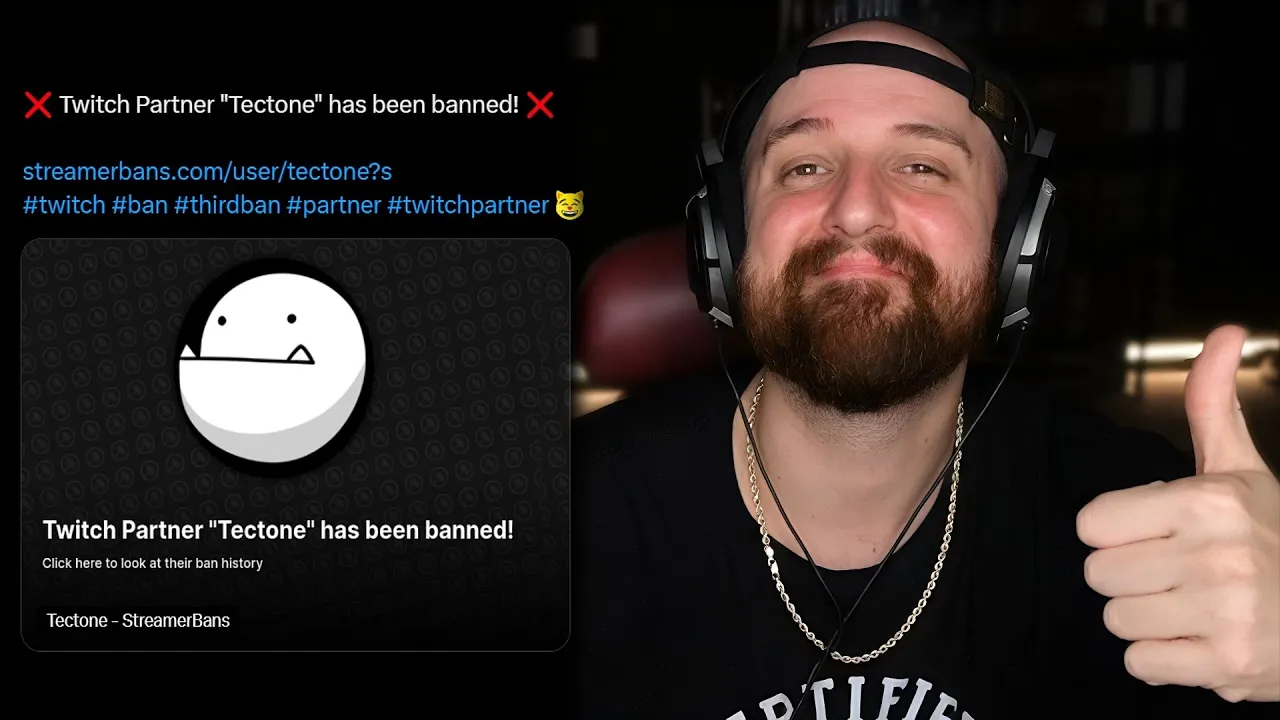 ❌ Twitch Partner "Tectone" has been banned! ❌
streamerbans.com/user/tectone?s
#twitch #ban #thirdban #partner #twitchpartner 😹
Twitch Partner "Tectone" has been banned!
Click here to look at their ban history
Tectone - StreamerBans